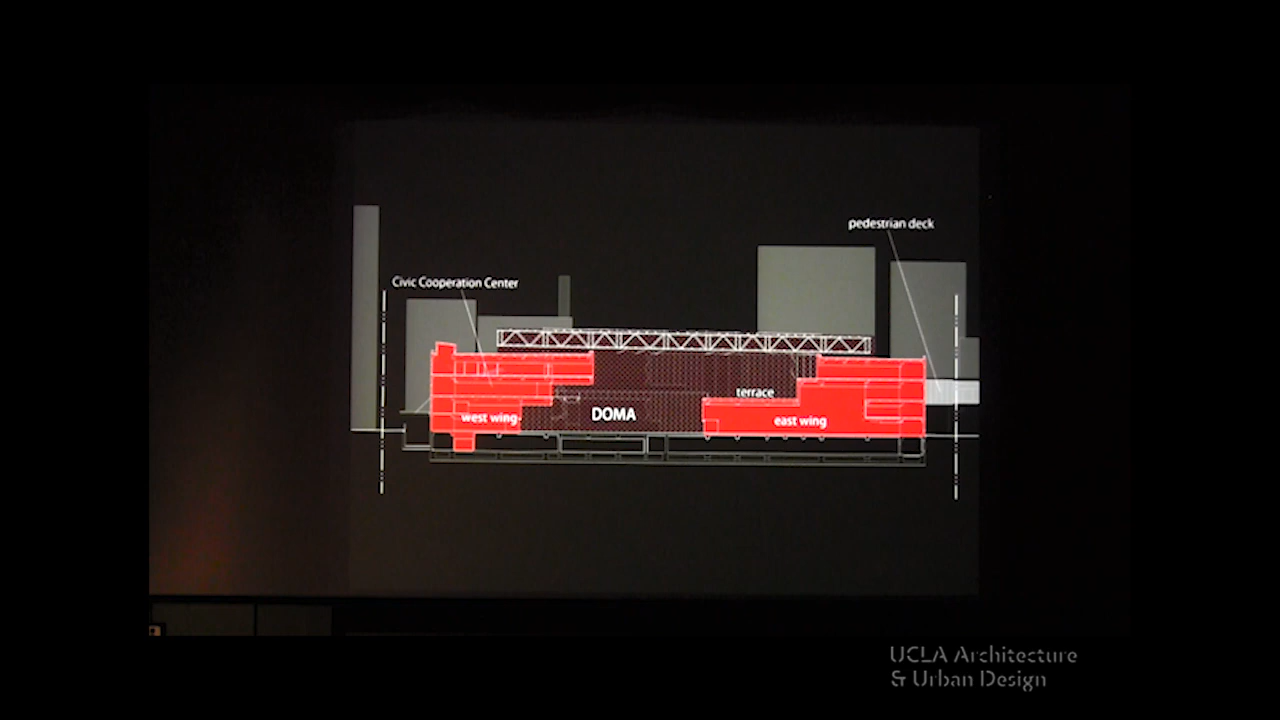 pedestrian deck
Civic Cooperation Center
terrace
DOMA
west wing
east wing
UCLA Architecture
& Urban Design